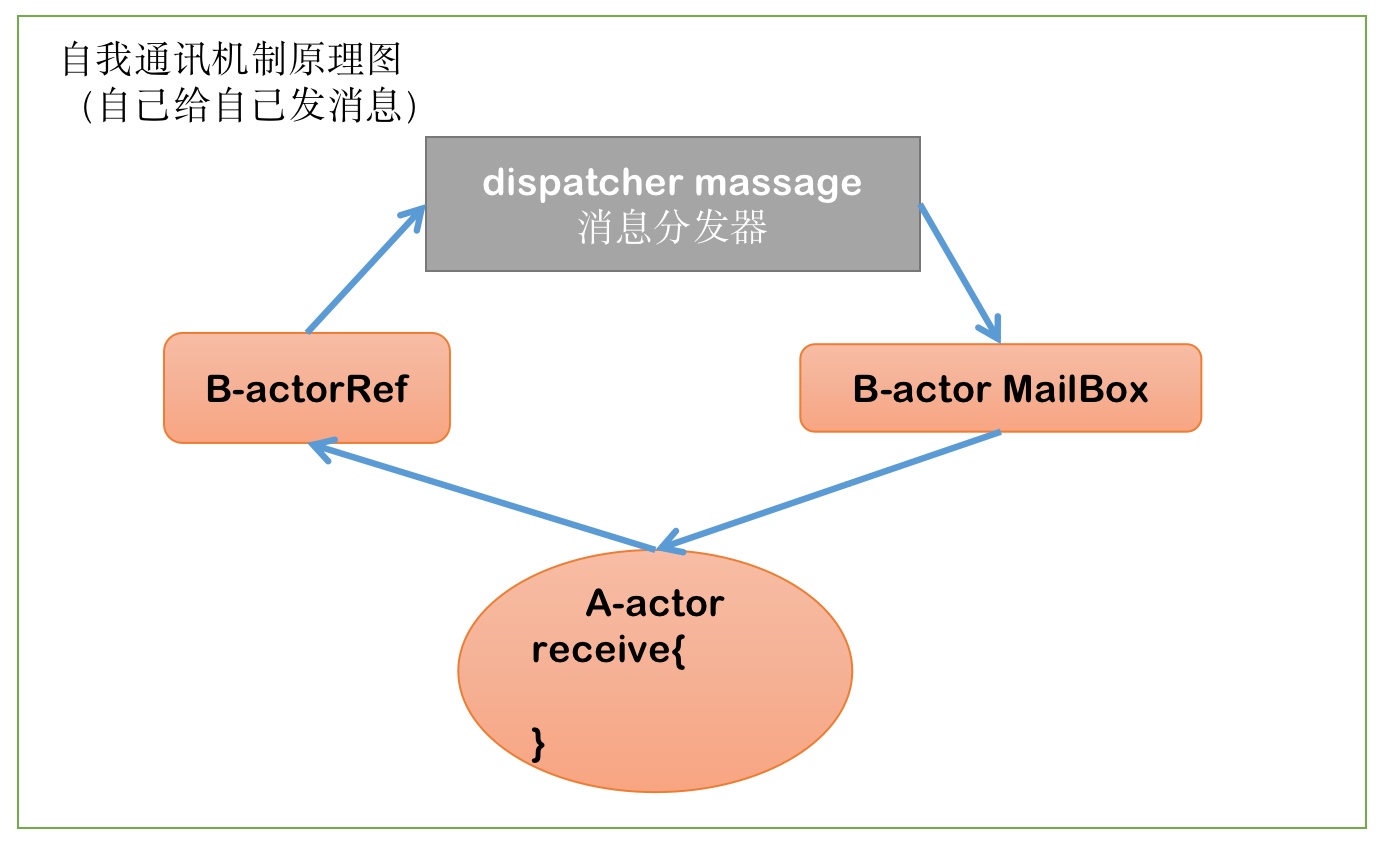 自我通讯机制原理图
（自己给自己发消息）
dispatcher massage
消息分发器
B-actorRef
B-actor MailBox
A-actor
receive{
}